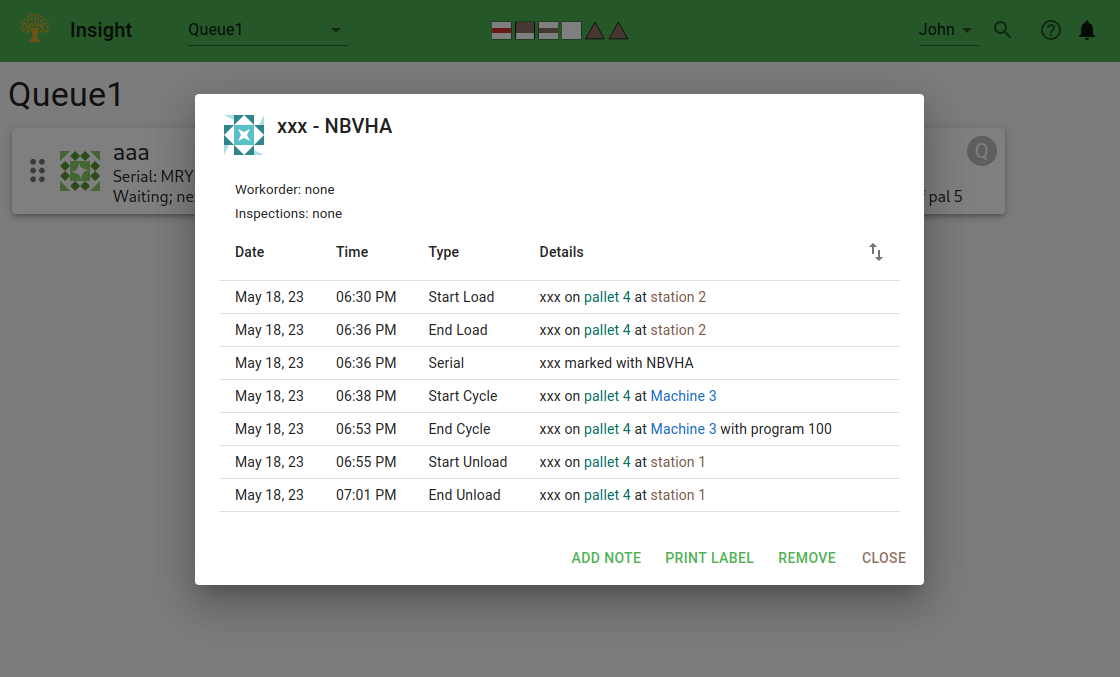 Insight Queue1 John
Queue1
aaa
Serial: MRY
Waiting; ne
Q
pal 5
xxx - NBVHA
Workorder: none
Inspections: none
Date Time Type Details
May 18, 23 06:30 PM Start Load xxx on pallet 4 at station 2
May 18, 23 06:36 PM End Load xxx on pallet 4 at station 2
May 18, 23 06:36 PM Serial xxx marked with NBVHA
May 18, 23 06:38 PM Start Cycle xxx on pallet 4 at Machine 3
May 18, 23 06:53 PM End Cycle xxx on pallet 4 at Machine 3 with program 100
May 18, 23 06:55 PM Start Unload xxx on pallet 4 at station 1
May 18, 23 07:01 PM End Unload xxx on pallet 4 at station 1
ADD NOTE PRINT LABEL REMOVE CLOSE